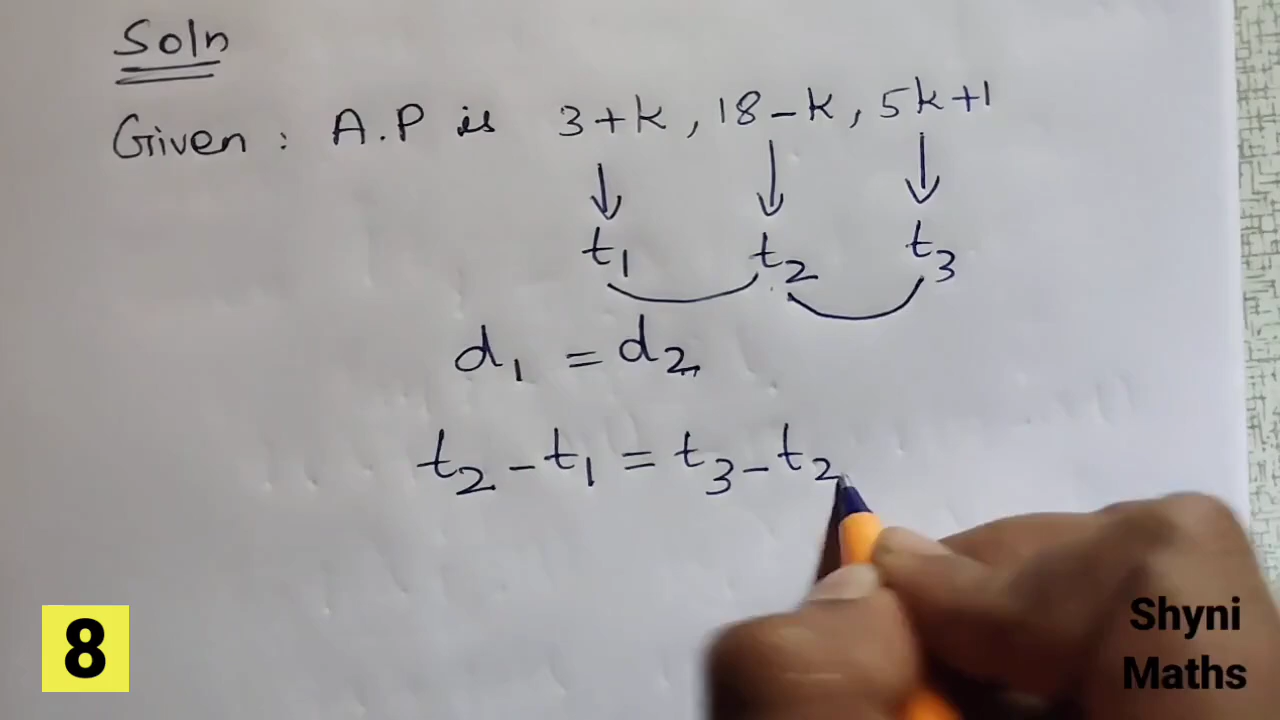 Soln
Given : A.P is 3+k, 18-k, 5k+1
t1 t2 t3
d1 = d2
t2 - t1 = t3 - t2
8
Shyni
Maths